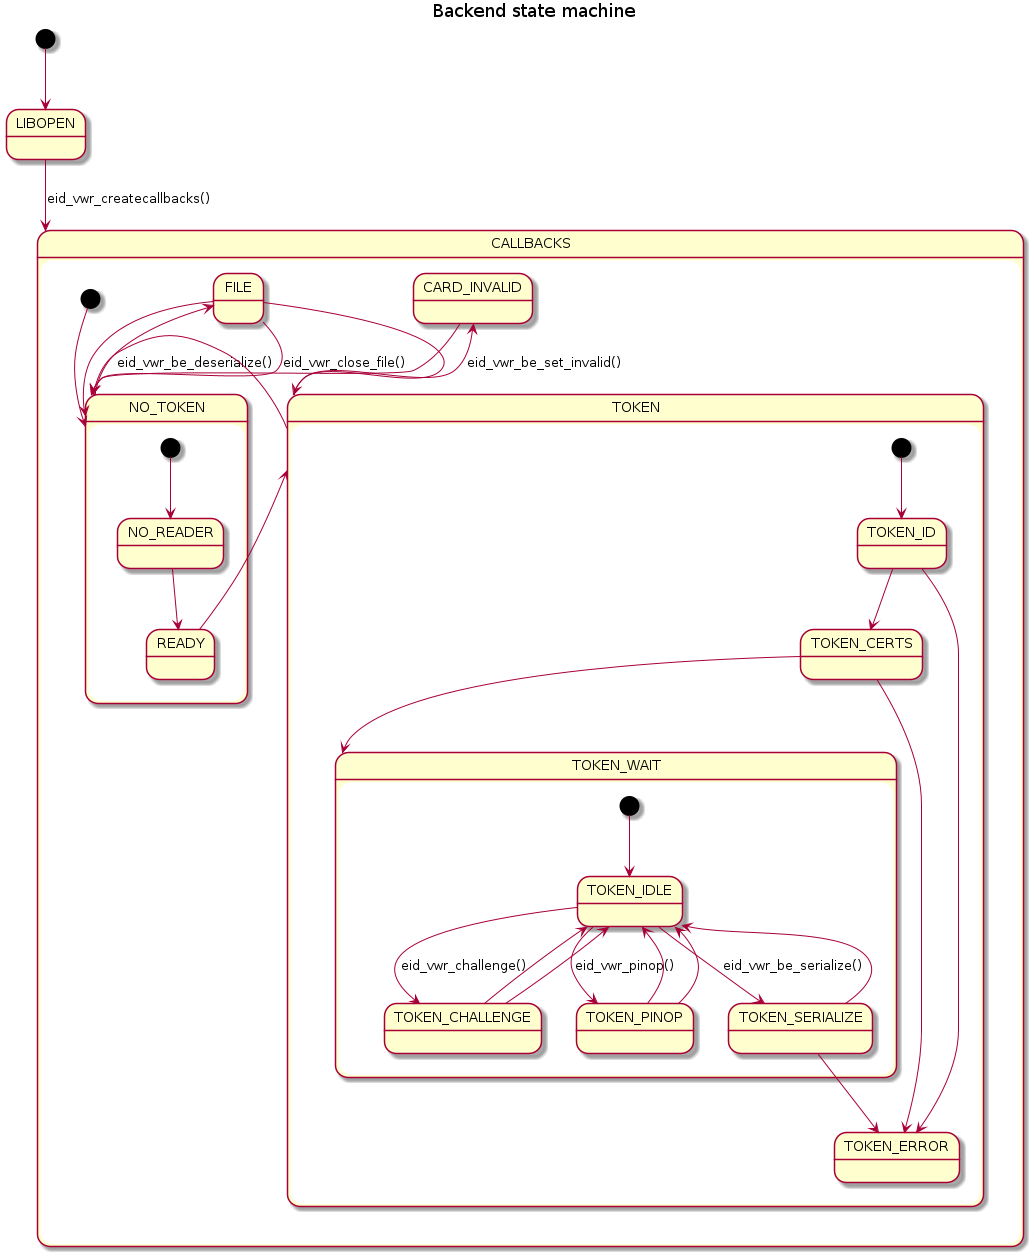 Backend state machine
LIBOPEN
eid_vwr_createcallbacks()
CALLBACKS
FILE
CARD_INVALID
eid_vwr_be_deserialize()
eid_vwr_close_file()
eid_vwr_be_set_invalid()
NO_TOKEN
TOKEN
NO_READER
TOKEN_ID
READY
TOKEN_CERTS
TOKEN_WAIT
TOKEN_IDLE
eid_vwr_challenge()
eid_vwr_pinop()
eid_vwr_be_serialize()
TOKEN_CHALLENGE
TOKEN_PINOP
TOKEN_SERIALIZE
TOKEN_ERROR